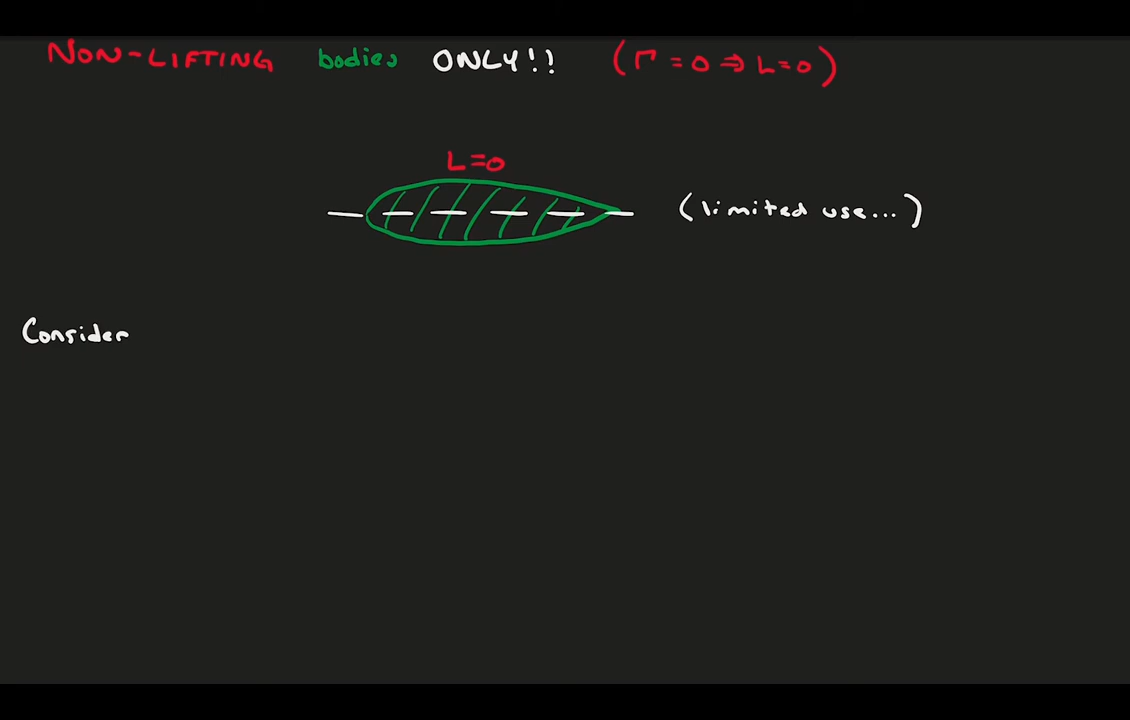 NON-LIFTING bodies ONLY!! (Γ = 0 ⇒ L=0)
L=0
(limited use...)
Consider